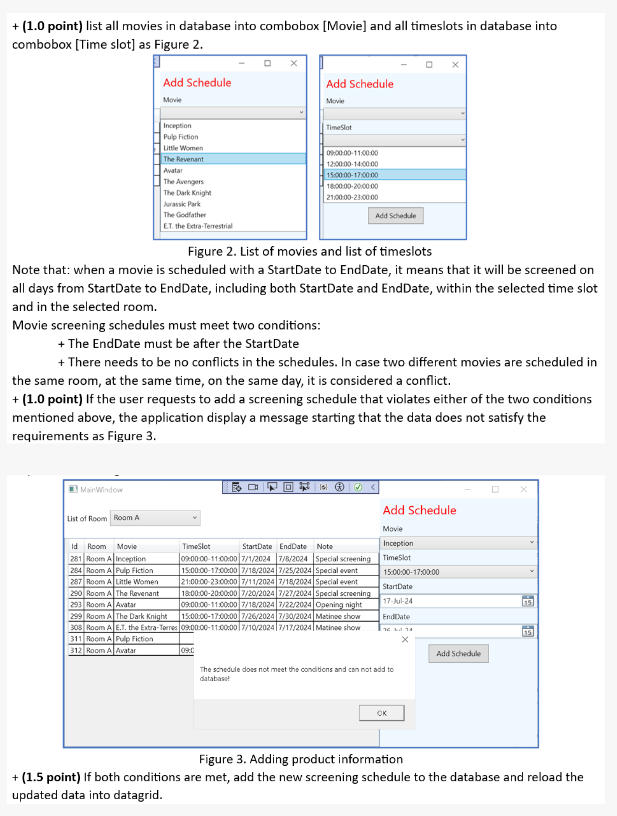 + (1.0 point) list all movies in database into combobox [Movie] and all timeslots in database into
combobox [Time slot] as Figure 2.
Add Schedule
Movie
Inception
Pulp Fiction
Little Women
The Revenant
Avatar
The Avengers
The Dark Knight
Jurassic Park
The Godfather
E.T. the Extra-Terrestrial
Add Schedule
Movie
TimeSlot
09:00:00-11:00:00
12:00:00-14:00:00
15:00:00-17:00:00
18:00:00-20:00:00
21:00:00-23:00:00
Add Schedule
Figure 2. List of movies and list of timeslots
Note that: when a movie is scheduled with a StartDate to EndDate, it means that it will be screened on
all days from StartDate to EndDate, including both StartDate and EndDate, within the selected time slot
and in the selected room.
Movie screening schedules must meet two conditions:
+ The EndDate must be after the StartDate
+ There needs to be no conflicts in the schedules. In case two different movies are scheduled in
the same room, at the same time, on the same day, it is considered a conflict.
+ (1.0 point) If the user requests to add a screening schedule that violates either of the two conditions
mentioned above, the application display a message starting that the data does not satisfy the
requirements as Figure 3.
MainWindow
List of Room Room A
Id Room Movie TimeSlot StartDate EndDate Note
281 Room A Inception 09:00:00-11:00:00 7/1/2024 7/8/2024 Special screening
284 Room A Pulp Fiction 15:00:00-17:00:00 7/18/2024 7/25/2024 Special event
287 Room A Little Women 21:00:00-23:00:00 7/11/2024 7/18/2024 Special event
290 Room A The Revenant 18:00:00-20:00:00 7/20/2024 7/27/2024 Special screening
293 Room A Avatar 09:00:00-11:00:00 7/18/2024 7/22/2024 Opening night
299 Room A The Dark Knight 15:00:00-17:00:00 7/26/2024 7/30/2024 Matinee show
308 Room A E.T. the Extra-Terres 09:00:00-11:00:00 7/10/2024 7/17/2024 Matinee show
311 Room A Pulp Fiction
312 Room A Avatar 09:0
Add Schedule
Movie
Inception
TimeSlot
15:00:00-17:00:00
StartDate
17-Jul-24
15
EndDate
15
Add Schedule
The schedule does not meet the conditions and can not add to
database!
OK
Figure 3. Adding product information
+ (1.5 point) If both conditions are met, add the new screening schedule to the database and reload the
updated data into datagrid.